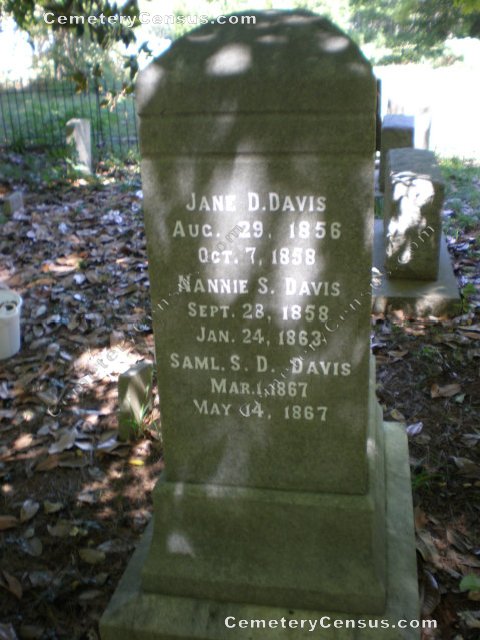 CemeteryCensus.com
JANE D. DAVIS
AUG. 29, 1856
OCT. 7, 1858
NANNIE S. DAVIS
SEPT. 28, 1858
JAN. 24, 1863
SAML. S. D. DAVIS
MAR. 1, 1867
MAY 14, 1867
CemeteryCensus.com